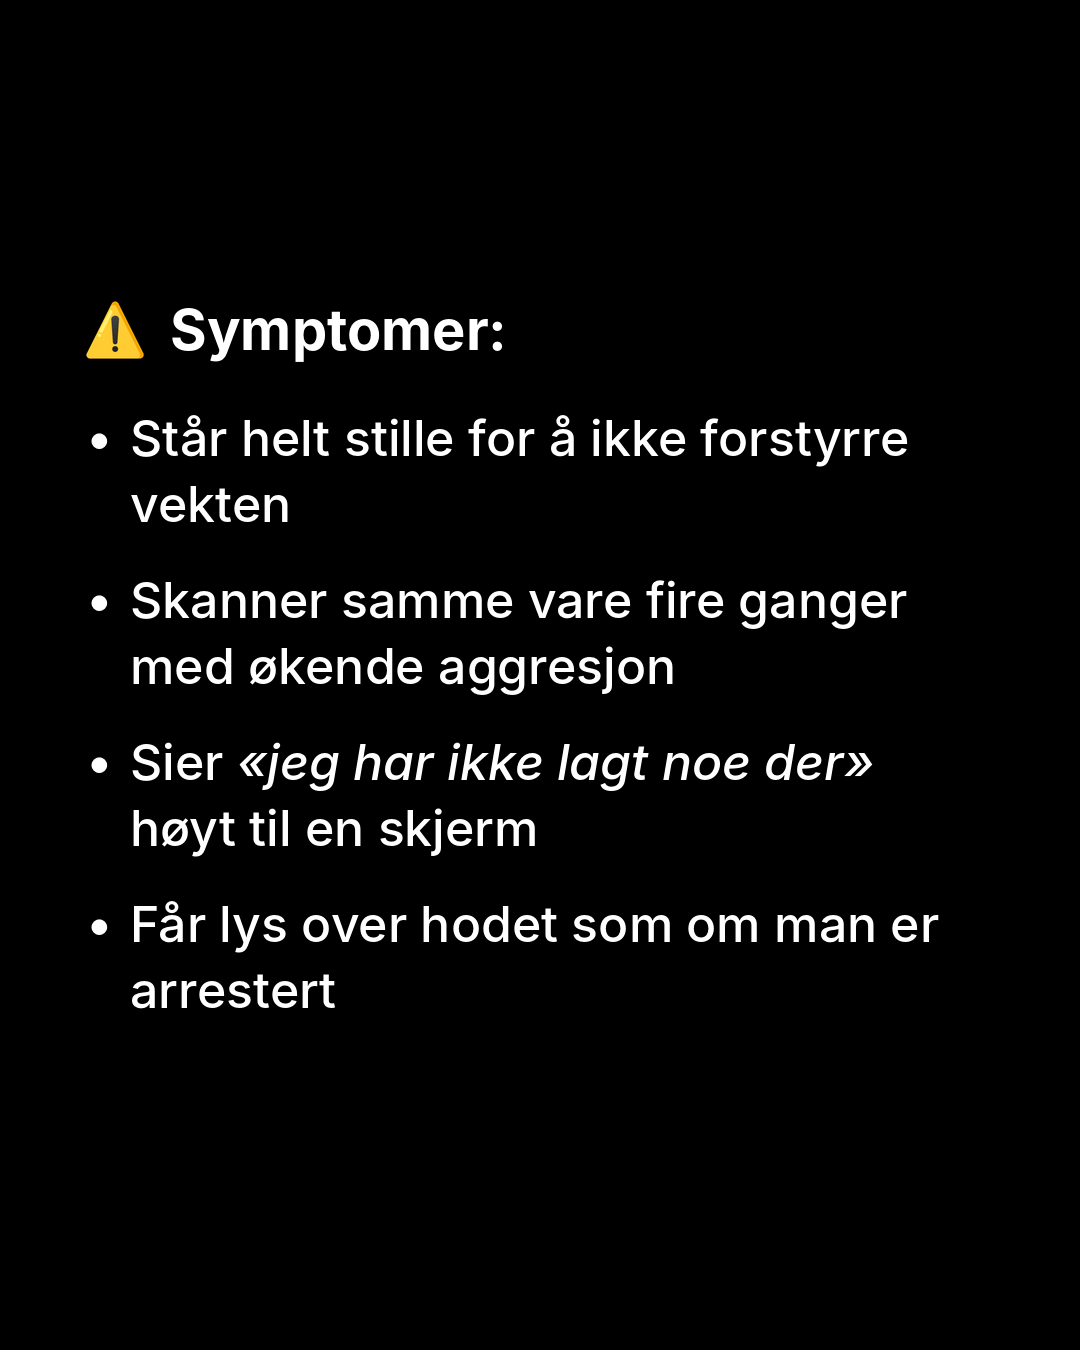 ⚠️ Symptomer:
• Står helt stille for å ikke forstyrre
vekten
• Skanner samme vare fire ganger
med økende aggresjon
• Sier «jeg har ikke lagt noe der»
høyt til en skjerm
• Får lys over hodet som om man er
arrestert